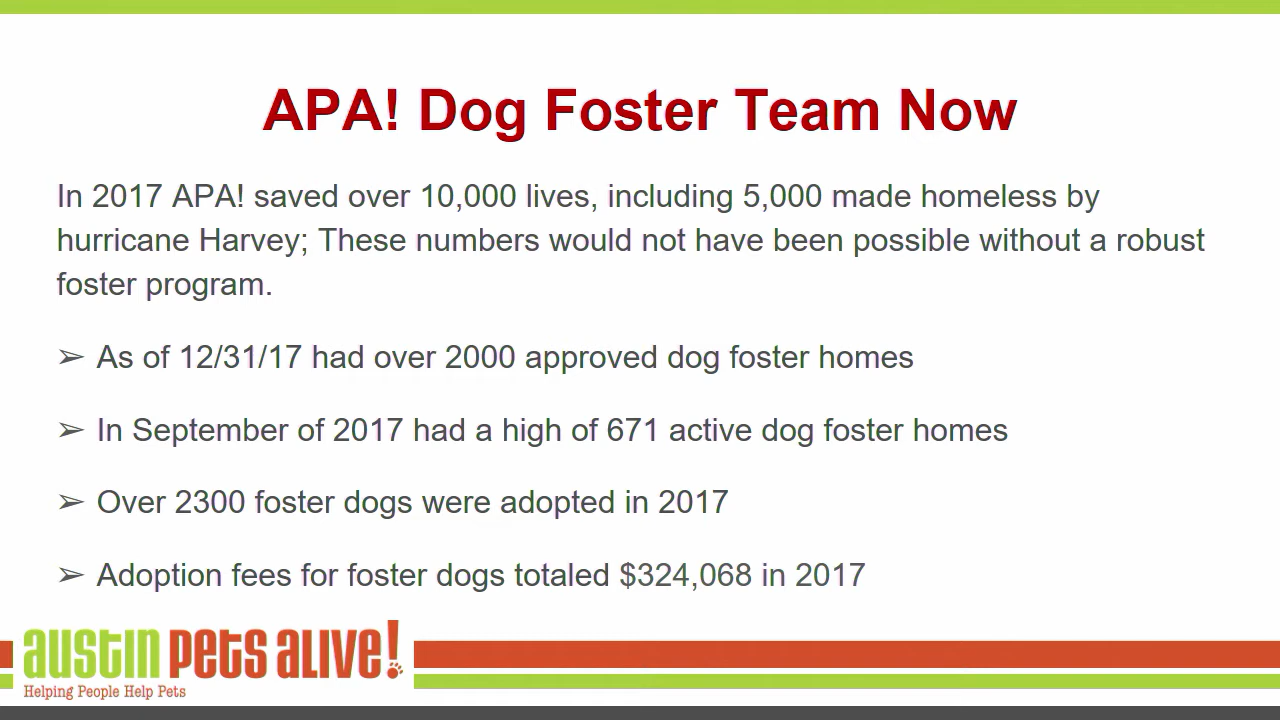 APA! Dog Foster Team Now
In 2017 APA! saved over 10,000 lives, including 5,000 made homeless by
hurricane Harvey; These numbers would not have been possible without a robust
foster program.
➢ As of 12/31/17 had over 2000 approved dog foster homes
➢ In September of 2017 had a high of 671 active dog foster homes
➢ Over 2300 foster dogs were adopted in 2017
➢ Adoption fees for foster dogs totaled $324,068 in 2017
austin pets alive!
Helping People Help Pets